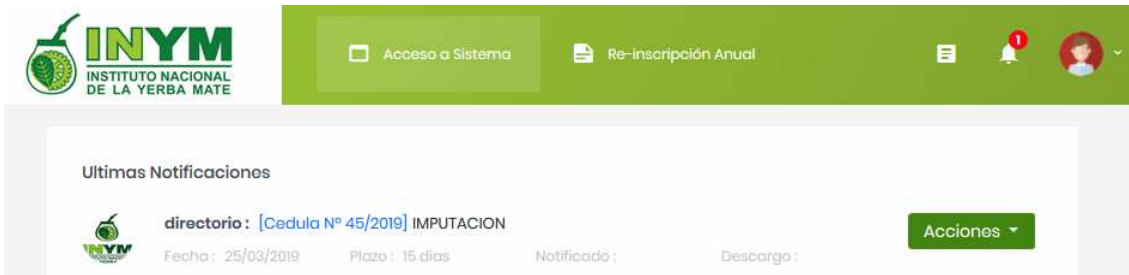 INYM
INSTITUTO NACIONAL
DE LA YERBA MATE
Acceso a Sistema
Re-inscripción Anual
1
Ultimas Notificaciones
directorio : [Cedula Nº 45/2019] IMPUTACION
Acciones
INYM
Fecha : 25/03/2019 Plazo : 15 dias Notificado : Descargo :